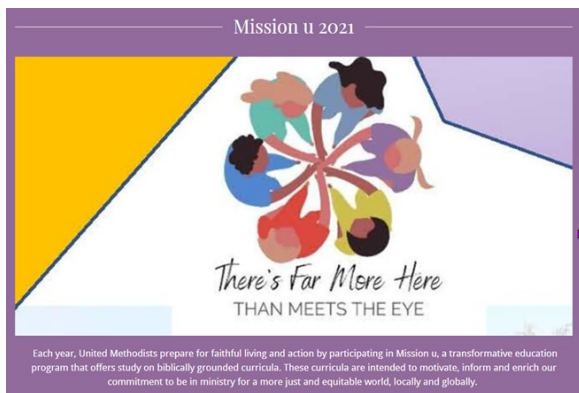 Mission u 2021
There's Far More Here
THAN MEETS THE EYE
Each year, United Methodists prepare for faithful living and action by participating in Mission u, a transformative education
program that offers study on biblically grounded curricula. These curricula are intended to motivate, inform and enrich our
commitment to be in ministry for a more just and equitable world, locally and globally.